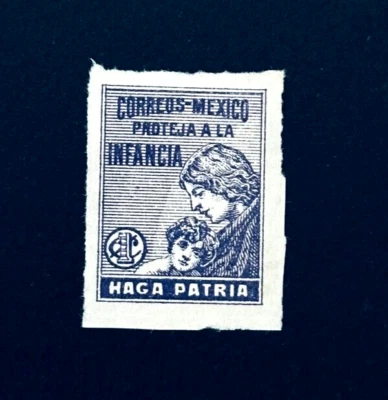 CORREOS-MEXICO
PROTEJA A LA
INFANCIA
HAGA PATRIA